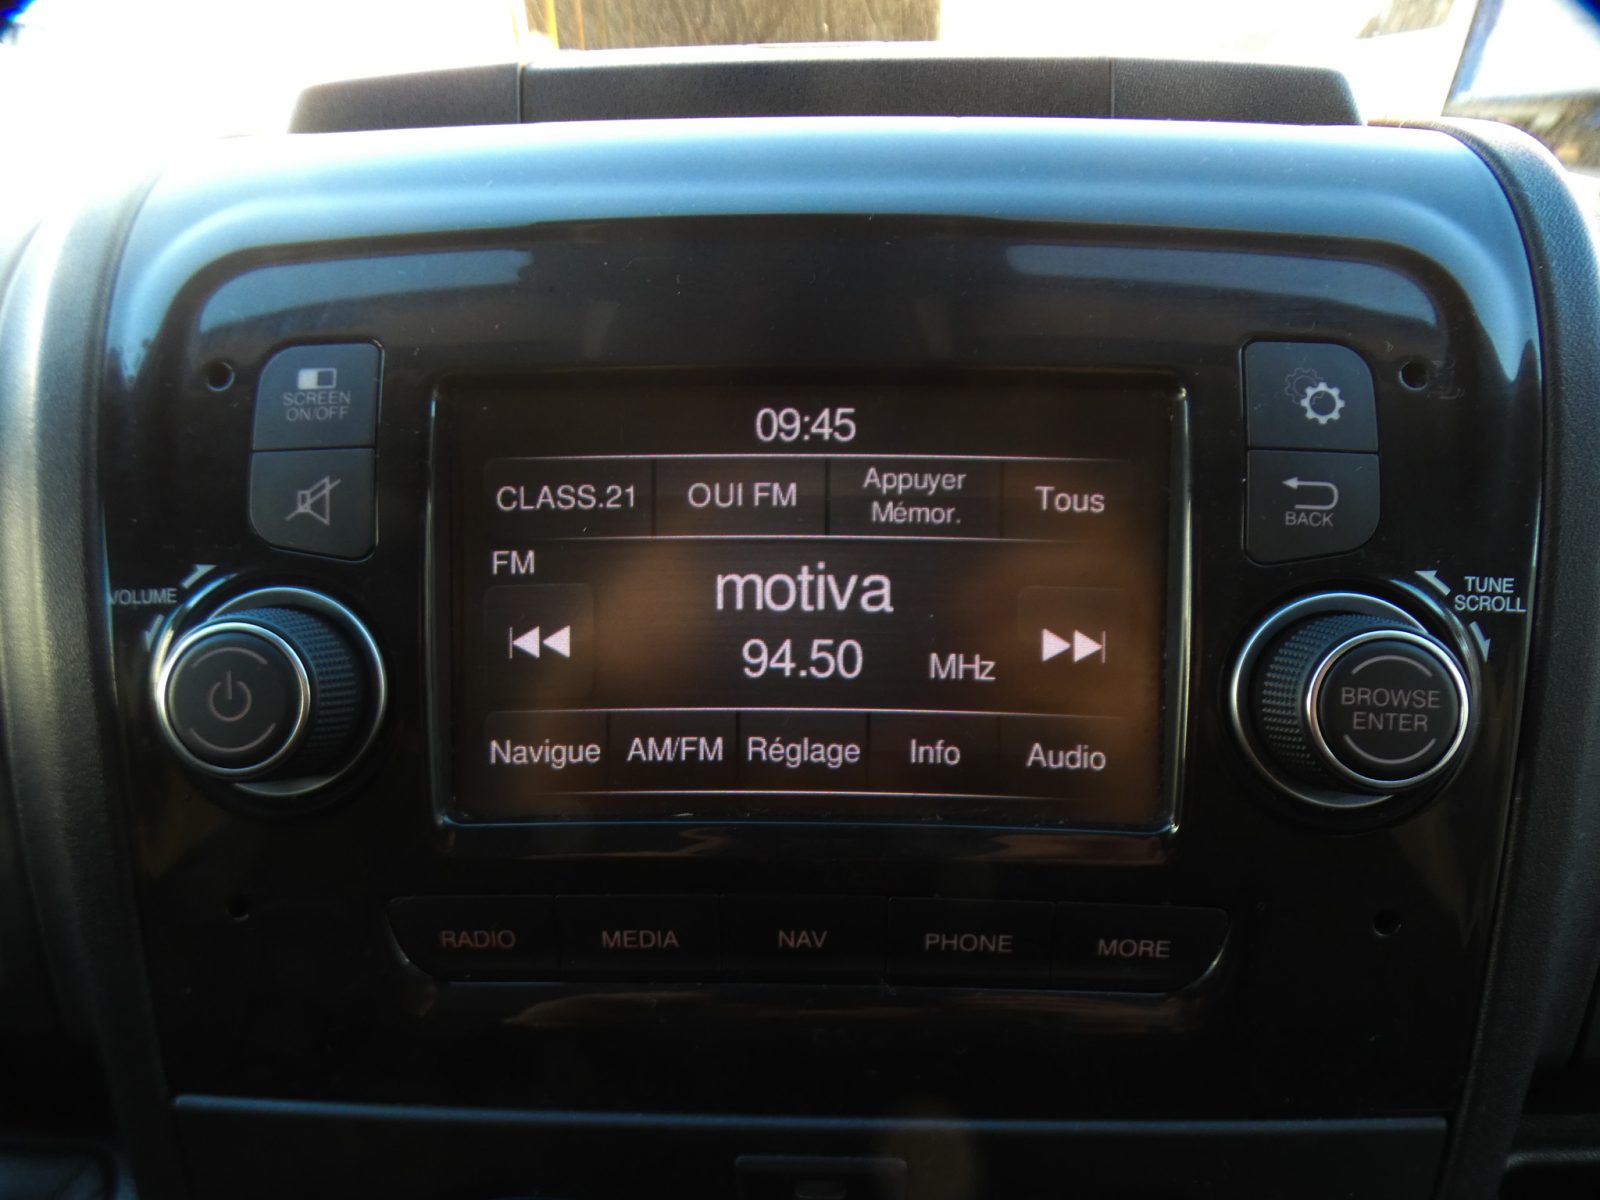 SCREEN
ON/OFF
09:45
CLASS.21
OUI FM
Appuyer
Mémor.
Tous
BACK
FM
motiva
94.50 MHz
VOLUME
TUNE
SCROLL
BROWSE
ENTER
Navigue
AM/FM
Réglage
Info
Audio
RADIO
MEDIA
NAV
PHONE
MORE